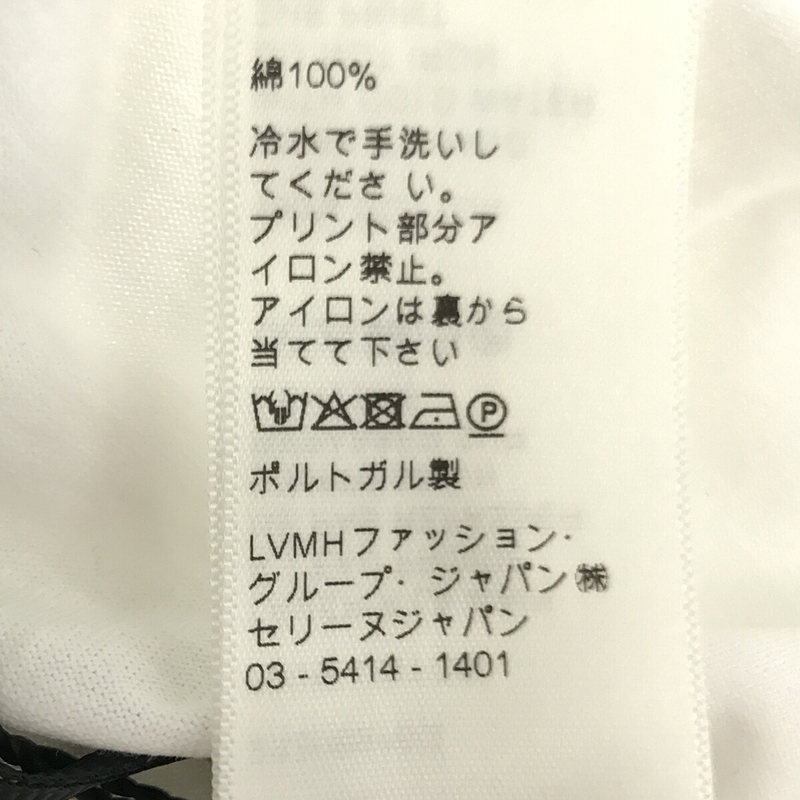 綿100%
冷水で手洗いし
てくださ い。
プリント部分ア
イロン禁止。
アイロンは裏から
当てて下さい
P
ポルトガル製
LVMHファッション·
グループ· ジャパン㈱
セリーヌジャパン
03 - 5414 - 1401